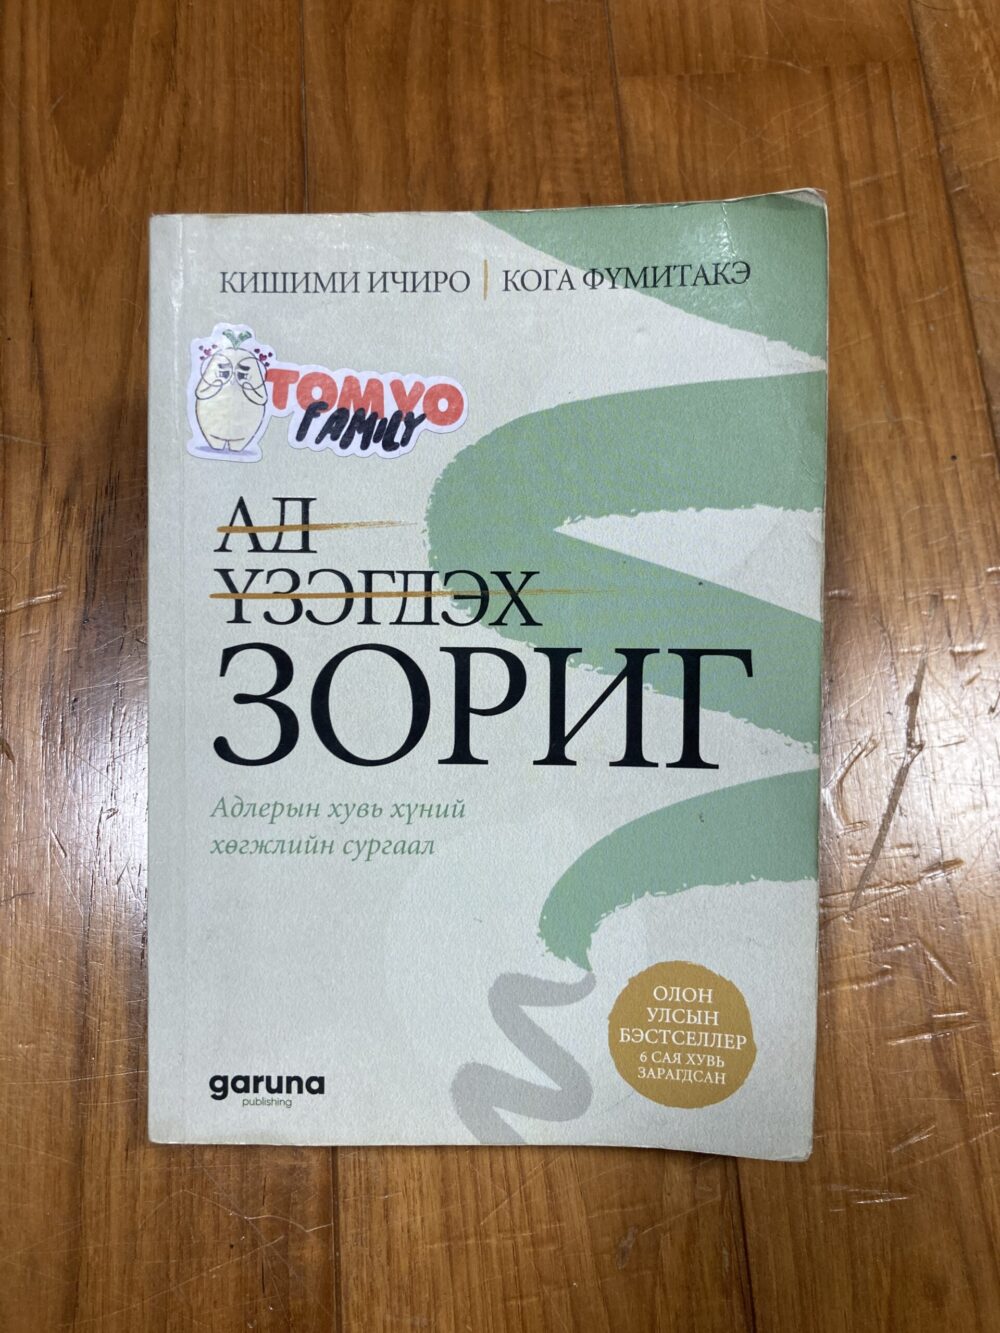 КИШИМИ ИЧИРО | КОГА ФҮМИТАКЭ
TOMYO
FAMILY
АД
ҮЗЭГДЭХ
ЗОРИГ
Адлерын хувь хүний
хөгжлийн сургаал
ОЛОН
УЛСЫН
БЭСТСЕЛЛЕР
6 САЯ ХУВЬ
ЗАРАГДСАН
garuna
publishing